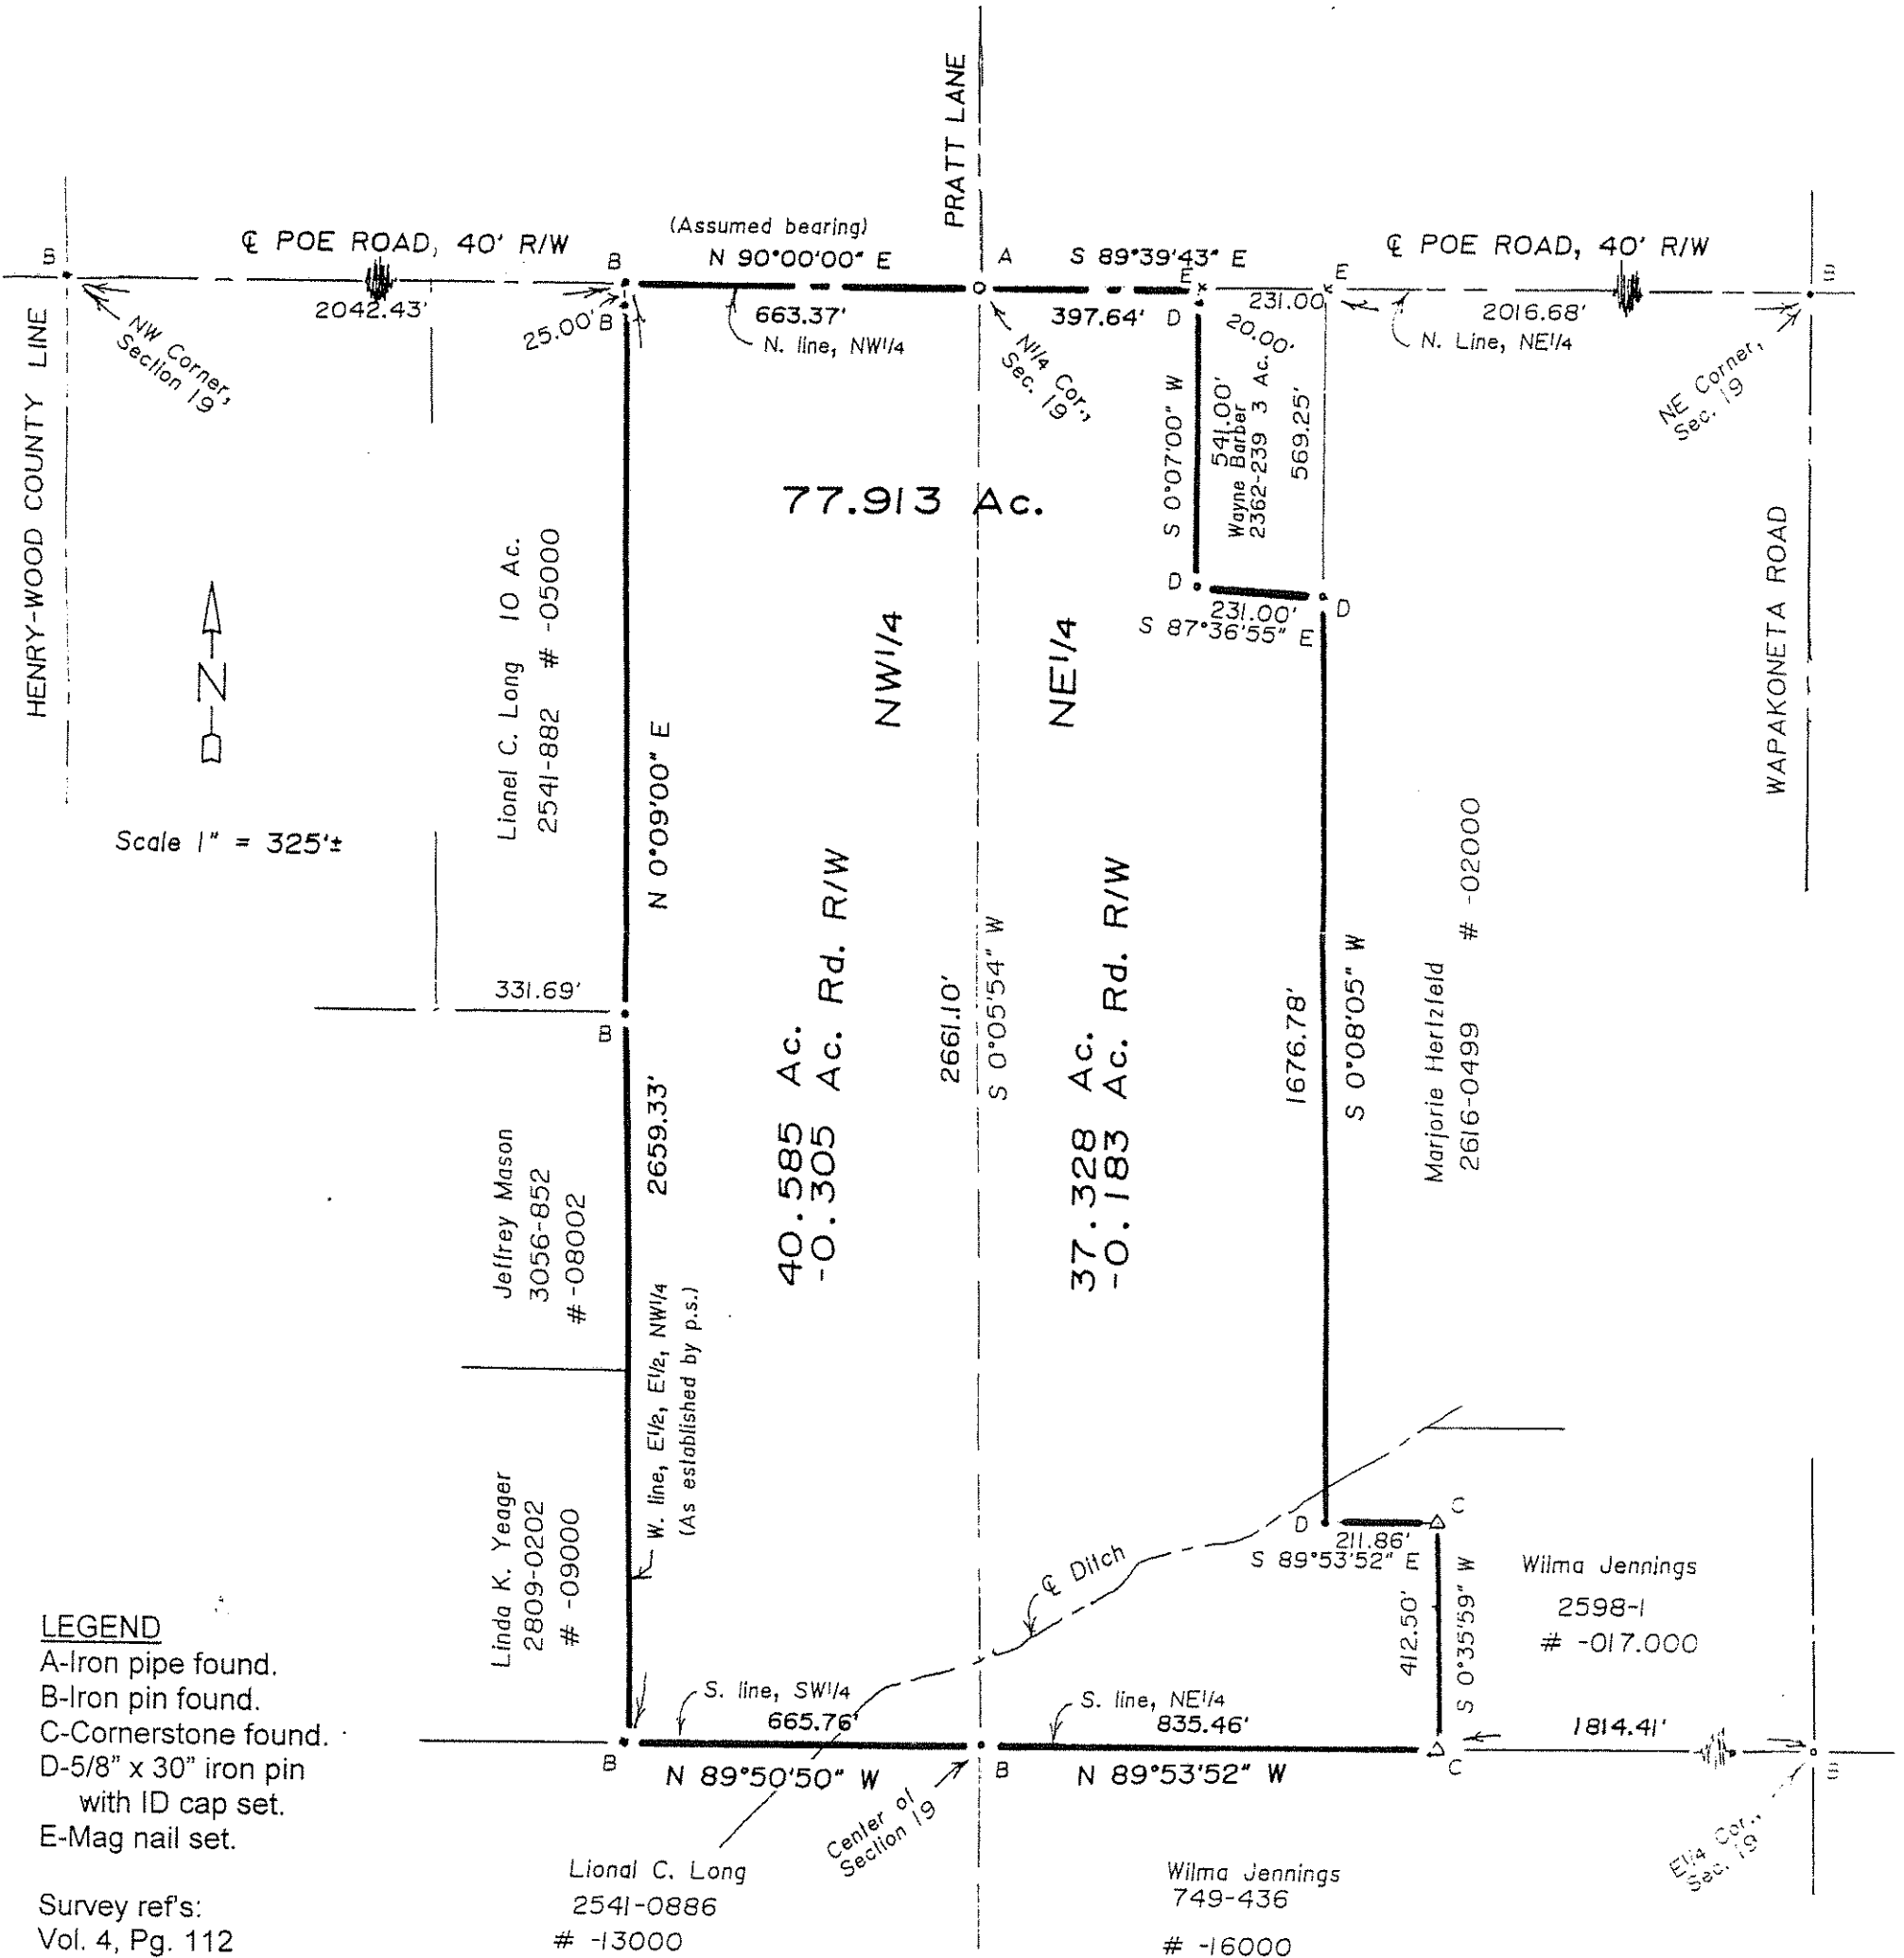 PRATT LANE
B
℄ POE ROAD, 40' R/W
2042.43'
NW Corner,
Section 19
HENRY-WOOD COUNTY LINE
B
25.00'
B
(Assumed bearing)
N 90°00'00" E
663.37'
N. line, NW1/4
A
S 89°39'43" E
397.64'
N1/4 Cor.,
Sec. 19
E
D
231.00'
20.00'
E
℄ POE ROAD, 40' R/W
2016.68'
N. Line, NE1/4
B
NE Corner,
Sec. 19
WAPAKONETA ROAD
S 0°07'00" W
541.00'
Wayne Barber
2362-239 3 Ac.
569.25'
77.913 Ac.
D
231.00'
S 87°36'55" E
D
N
Scale 1" = 325'±
Lionel C. Long 10 Ac.
2541-882 # -05000
N 0°09'00" E
NW1/4
NE1/4
331.69'
B
2659.33'
40.585 Ac.
-0.305 Ac. Rd. R/W
2661.10'
S 0°05'54" W
37.328 Ac.
-0.183 Ac. Rd. R/W
1676.78'
S 0°08'05" W
Marjorie Hertzfeld # -02000
2616-0499
Jeffrey Mason
3056-852
# -08002
W. line, E1/2, E1/2, NW1/4
(As established by p.s.)
Linda K. Yeager
2809-0202
# -09000
℄ Ditch
D
211.86'
S 89°53'52" E
C
412.50'
S 0°35'59" W
Wilma Jennings
2598-1
# -017.000
S. line, SW1/4
665.76'
B
N 89°50'50" W
B
Center of
Section 19
S. line, NE1/4
835.46'
N 89°53'52" W
C
1814.41'
B
E1/4 Cor.,
Sec. 19
Lional C. Long
2541-0886
# -13000
Wilma Jennings
749-436
# -16000
LEGEND
A-Iron pipe found.
B-Iron pin found.
C-Cornerstone found.
D-5/8" x 30" iron pin
with ID cap set.
E-Mag nail set.
Survey ref's:
Vol. 4, Pg. 112